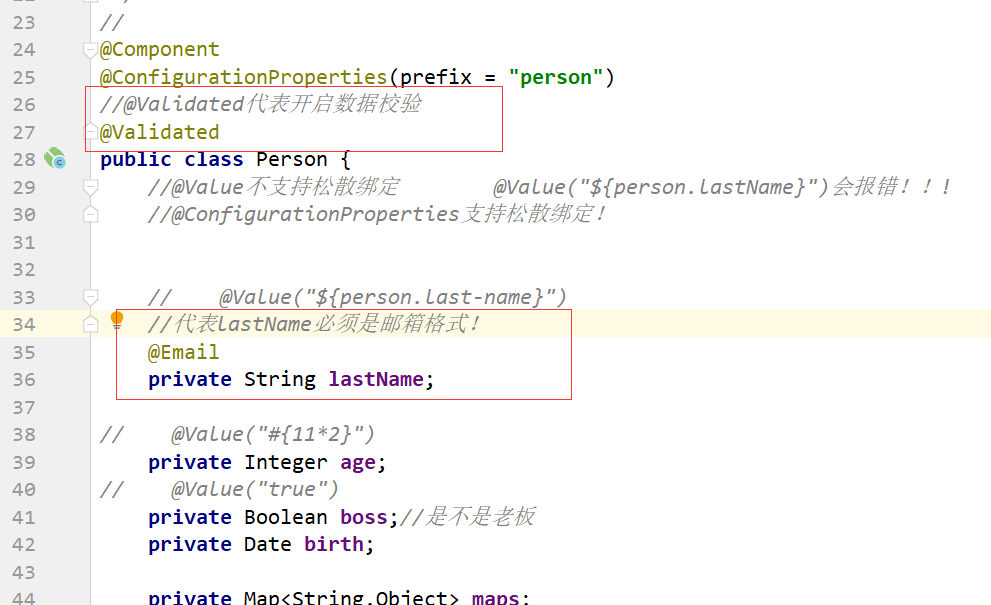 23 //
24 @Component
25 @ConfigurationProperties(prefix = "person")
26 //@Validated代表开启数据校验
27 @Validated
28 public class Person {
29 //@Value不支持松散绑定 @Value("${person.lastName}")会报错!!!
30 //@ConfigurationProperties支持松散绑定!
31
32
33 // @Value("${person.last-name}")
34 //代表lastName必须是邮箱格式!
35 @Email
36 private String lastName;
37
38 // @Value("#{11*2}")
39 private Integer age;
40 // @Value("true")
41 private Boolean boss;//是不是老板
42 private Date birth;
43
44 private Map<String,Object> maps;